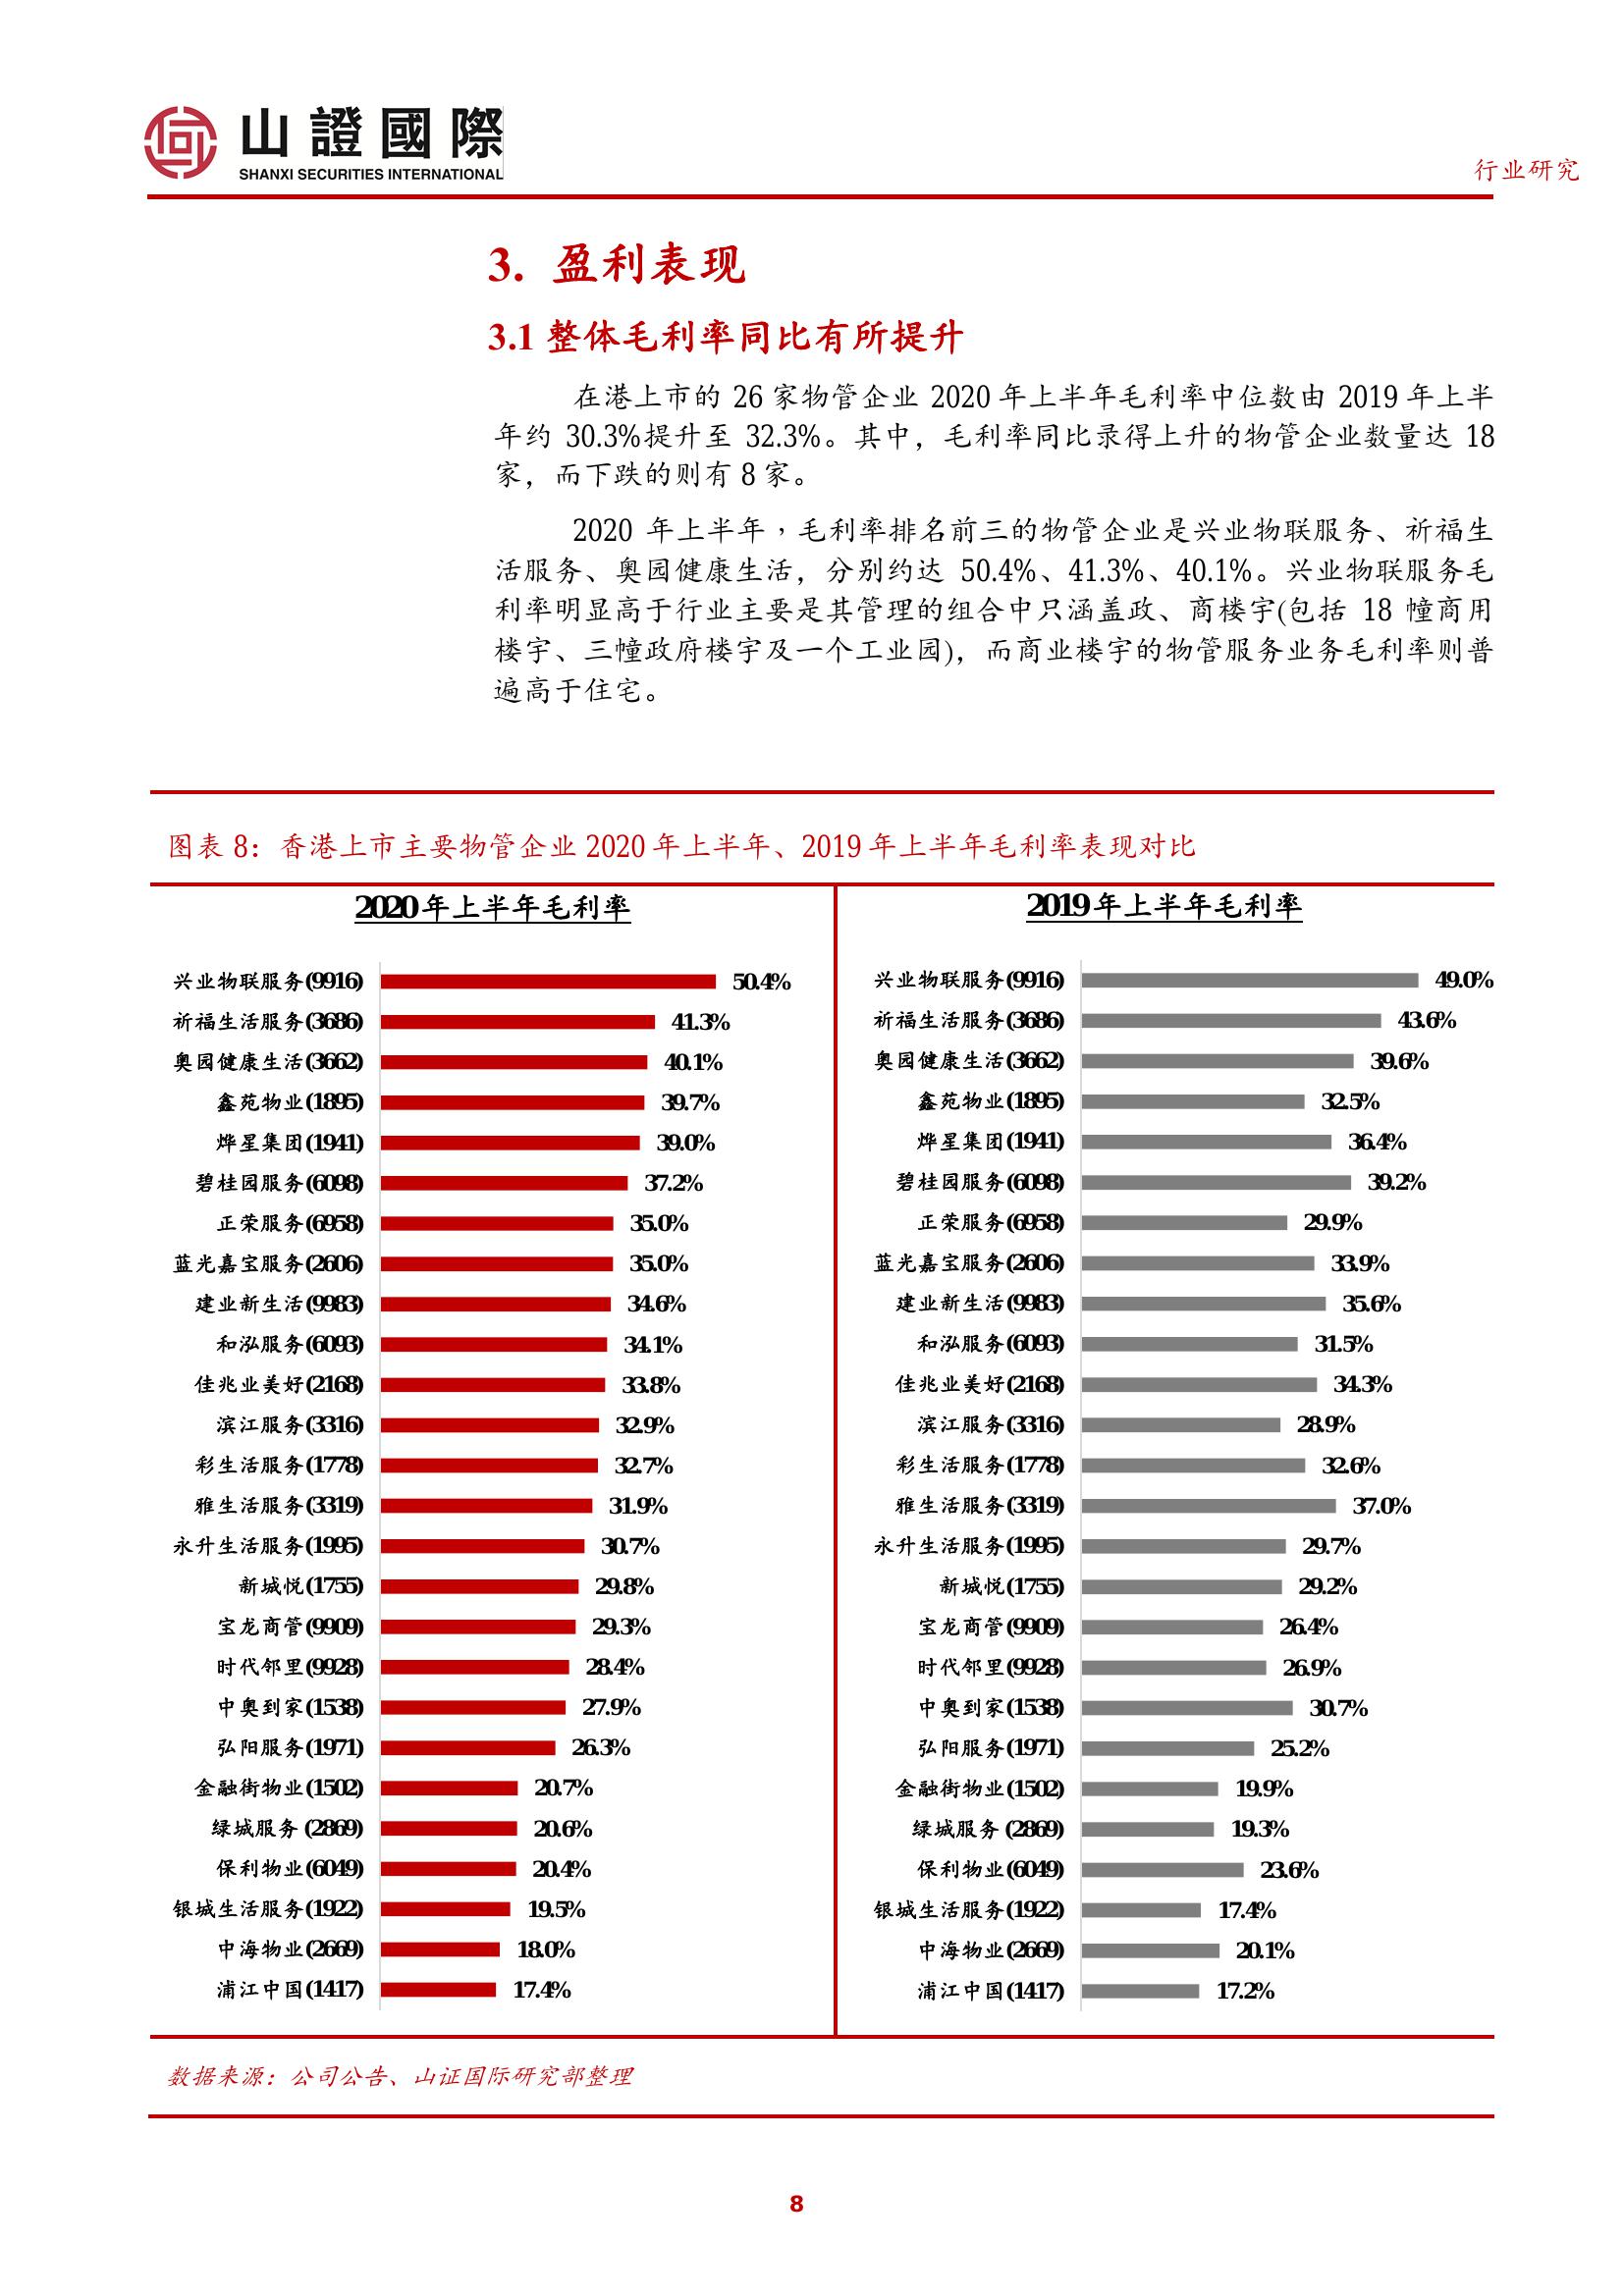 山證國際
SHANXI SECURITIES INTERNATIONAL
行业研究
3. 盈利表现
3.1 整体毛利率同比有所提升
在港上市的 26 家物管企业 2020 年上半年毛利率中位数由 2019 年上半
年约 30.3%提升至 32.3%。其中，毛利率同比录得上升的物管企业数量达 18
家，而下跌的则有 8 家。
2020 年上半年，毛利率排名前三的物管企业是兴业物联服务、祈福生
活服务、奥园健康生活，分别约达 50.4%、41.3%、40.1%。兴业物联服务毛
利率明显高于行业主要是其管理的组合中只涵盖政、商楼宇(包括 18 幢商用
楼宇、三幢政府楼宇及一个工业园)，而商业楼宇的物管服务业务毛利率则普
遍高于住宅。
图表 8：香港上市主要物管企业 2020 年上半年、2019 年上半年毛利率表现对比
2020年上半年毛利率
兴业物联服务(9916) 50.4%
祈福生活服务(3686) 41.3%
奥园健康生活(3662) 40.1%
鑫苑物业(1895) 39.7%
烨星集团(1941) 39.0%
碧桂园服务(6098) 37.2%
正荣服务(6958) 35.0%
蓝光嘉宝服务(2606) 35.0%
建业新生活(9983) 34.6%
和泓服务(6093) 34.1%
佳兆业美好(2168) 33.8%
滨江服务(3316) 32.9%
彩生活服务(1778) 32.7%
雅生活服务(3319) 31.9%
永升生活服务(1995) 30.7%
新城悦(1755) 29.8%
宝龙商管(9909) 29.3%
时代邻里(9928) 28.4%
中奥到家(1538) 27.9%
弘阳服务(1971) 26.3%
金融街物业(1502) 20.7%
绿城服务 (2869) 20.6%
保利物业(6049) 20.4%
银城生活服务(1922) 19.5%
中海物业(2669) 18.0%
浦江中国(1417) 17.4%
2019年上半年毛利率
兴业物联服务(9916) 49.0%
祈福生活服务(3686) 43.6%
奥园健康生活(3662) 39.6%
鑫苑物业(1895) 32.5%
烨星集团(1941) 36.4%
碧桂园服务(6098) 39.2%
正荣服务(6958) 29.9%
蓝光嘉宝服务(2606) 33.9%
建业新生活(9983) 35.6%
和泓服务(6093) 31.5%
佳兆业美好(2168) 34.3%
滨江服务(3316) 28.9%
彩生活服务(1778) 32.6%
雅生活服务(3319) 37.0%
永升生活服务(1995) 29.7%
新城悦(1755) 29.2%
宝龙商管(9909) 26.4%
时代邻里(9928) 26.9%
中奥到家(1538) 30.7%
弘阳服务(1971) 25.2%
金融街物业(1502) 19.9%
绿城服务 (2869) 19.3%
保利物业(6049) 23.6%
银城生活服务(1922) 17.4%
中海物业(2669) 20.1%
浦江中国(1417) 17.2%
数据来源：公司公告、山证国际研究部整理
8